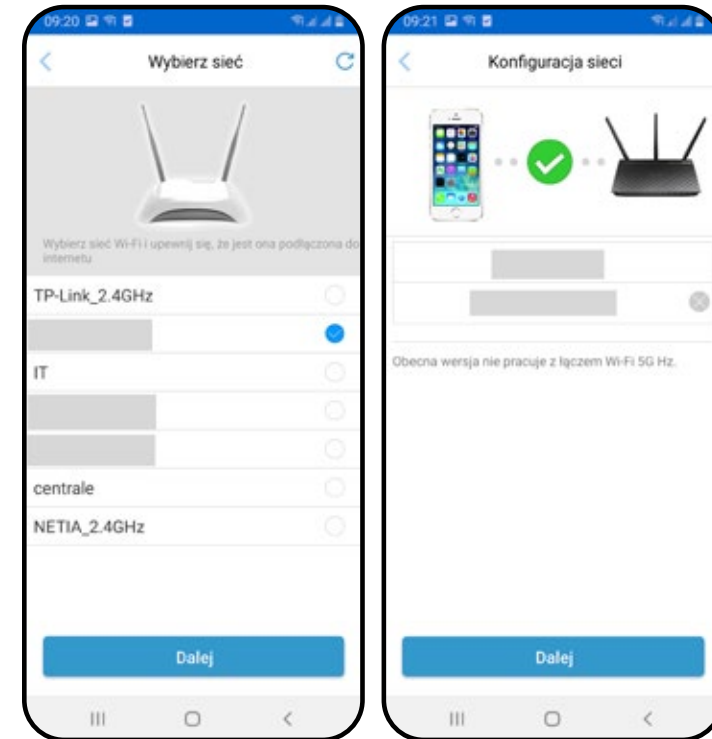 09:20
Wybierz sieć
Wybierz sieć Wi-Fi i upewnij się, że jest ona podłączona do
internetu
TP-Link_2.4GHz
IT
centrale
NETIA_2.4GHz
Dalej
09:21
Konfiguracja sieci
Obecna wersja nie pracuje z łączem Wi-Fi 5G Hz.
Dalej